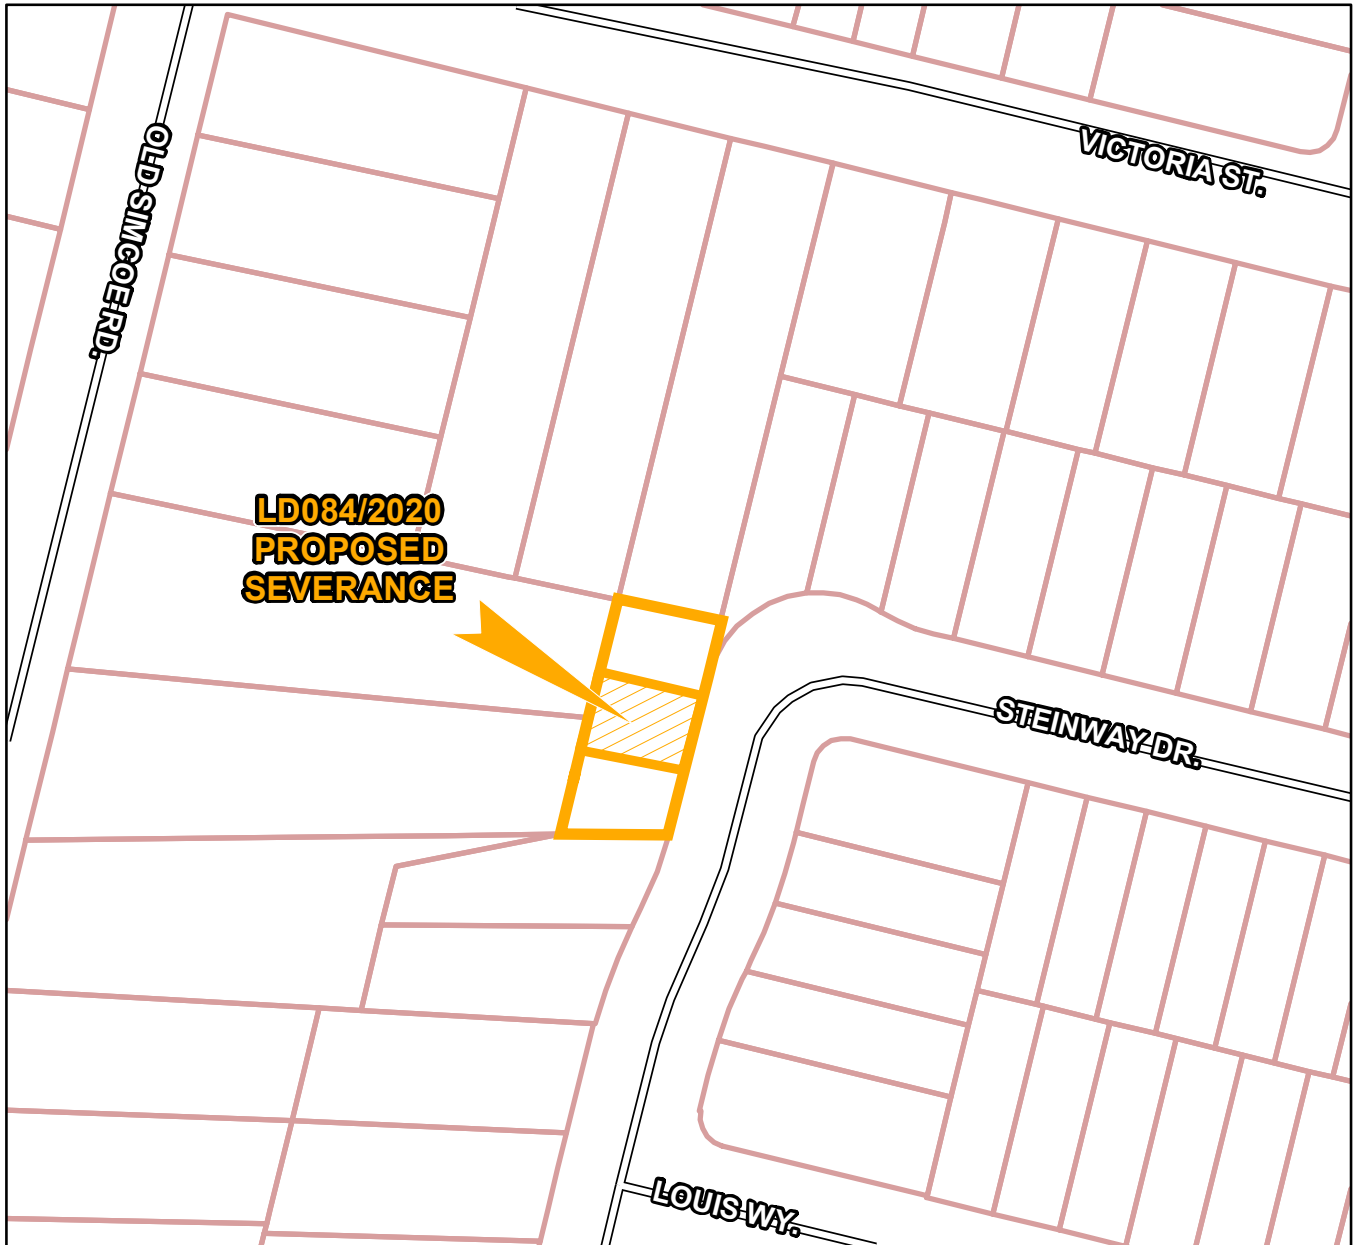 VICTORIA ST.
OLD SIMCOE RD.
LD084/2020
PROPOSED
SEVERANCE
STEINWAY DR.
LOUIS WY.